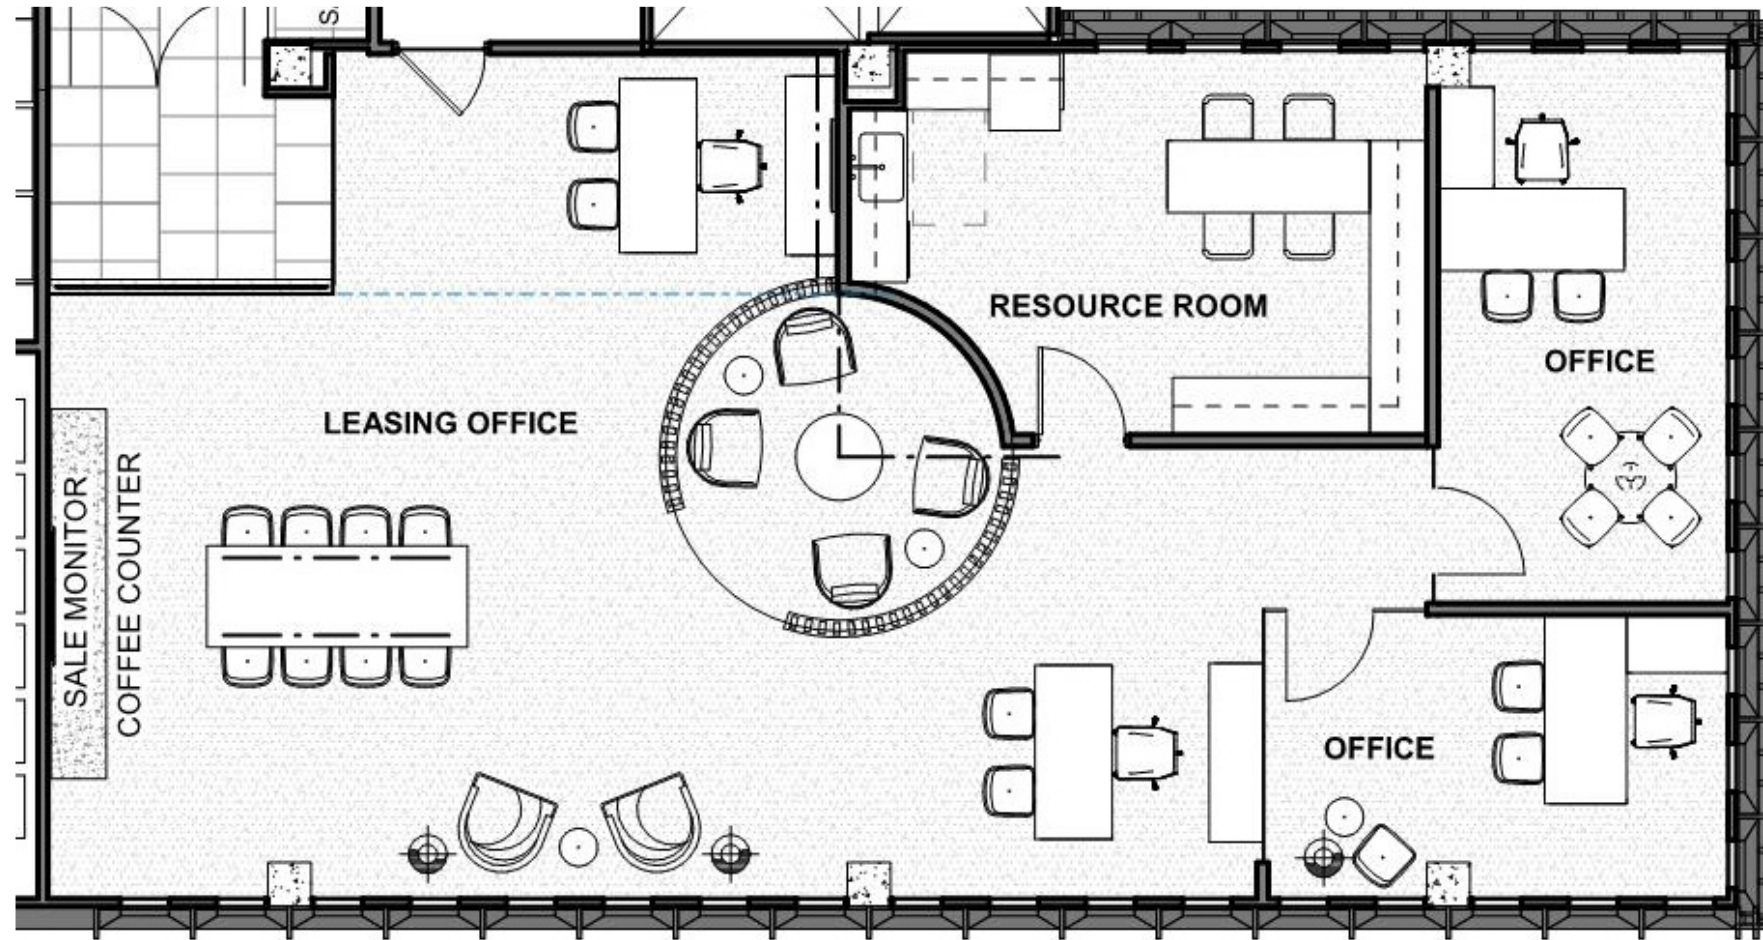 RESOURCE ROOM
OFFICE
LEASING OFFICE
SALE MONITOR
COFFEE COUNTER
OFFICE